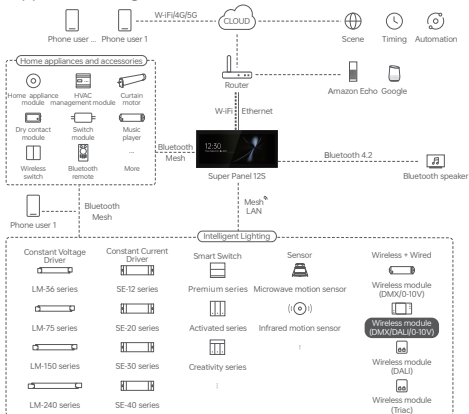 W-iFi/4G/5G
CLOUD
Phone user ... Phone user 1
Scene Timing Automation
Home appliances and accessories
Home appliance module
HVAC management module
Curtain motor
Router
Amazon Echo Google
Dry contact module
Switch module
Music player
W-iFi Ethernet
12:30
Bluetooth Mesh
Bluetooth 4.2
Wireless switch
Bluetooth remote
...
More
Super Panel 12S
Bluetooth speaker
Bluetooth Mesh
Mesh
LAN
Phone user 1
Intelligent Lighting
Constant Voltage Driver
Constant Current Driver
Smart Switch
Sensor
Wireless + Wired
LM-36 series
SE-12 series
Premium series
Microwave motion sensor
Wireless module (DMX/0-10V)
LM-75 series
SE-20 series
Activated series
Infrared motion sensor
Wireless module (DMX/DALI/0-10V)
LM-150 series
SE-30 series
Creativity series
Wireless module (DALI)
LM-240 series
SE-40 series
Wireless module (Triac)